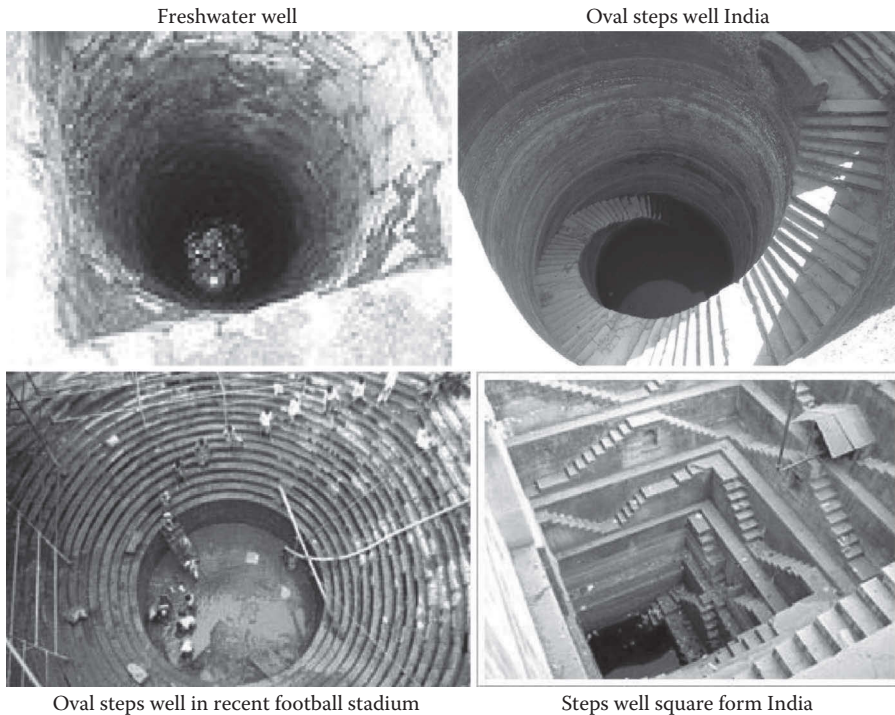 Freshwater well
Oval steps well India
Oval steps well in recent football stadium
Steps well square form India